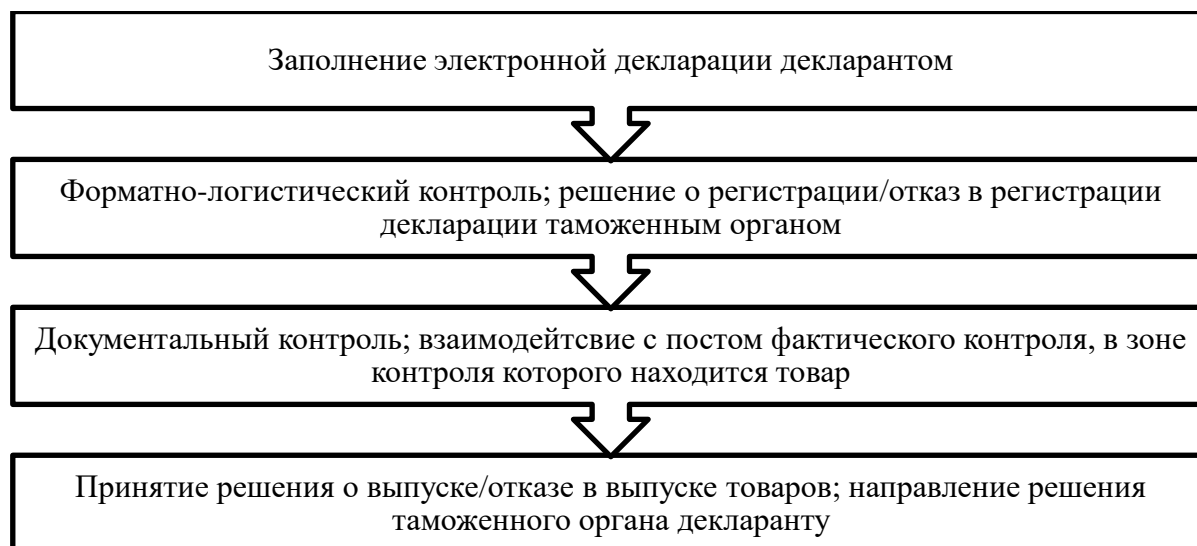 Заполнение электронной декларации декларантом
Форматно-логистический контроль; решение о регистрации/отказ в регистрации
декларации таможенным органом
Документальный контроль; взаимодейтсвие с постом фактического контроля, в зоне
контроля которого находится товар
Принятие решения о выпуске/отказе в выпуске товаров; направление решения
таможенного органа декларанту